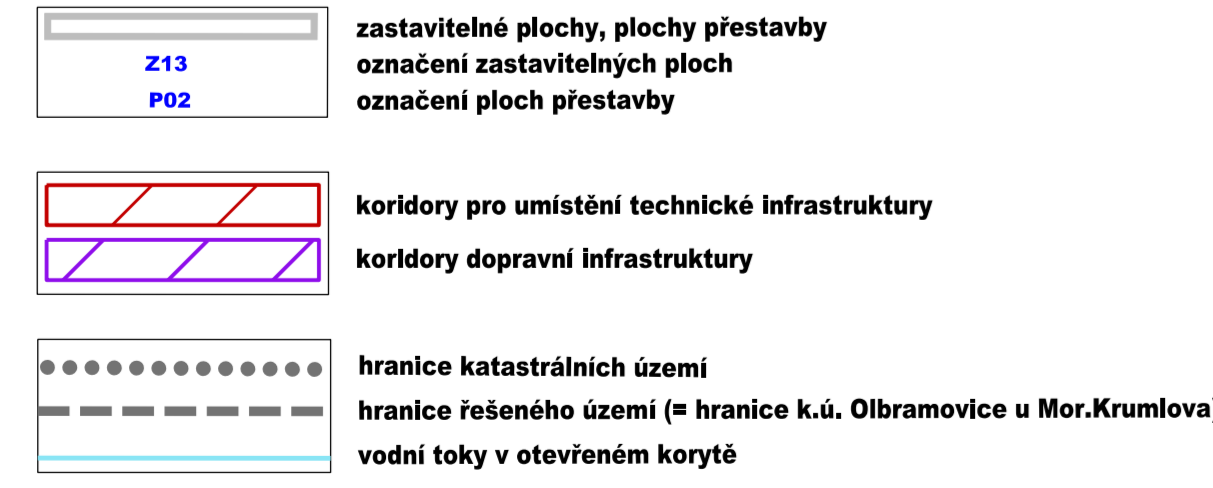 zastavitelné plochy, plochy přestavby
Z13 označení zastavitelných ploch
P02 označení ploch přestavby
koridory pro umístění technické infrastruktury
korldory dopravní infrastruktury
hranice katastrálních území
hranice řešeného území (= hranice k.ú. Olbramovice u Mor.Krumlova)
vodní toky v otevřeném korytě